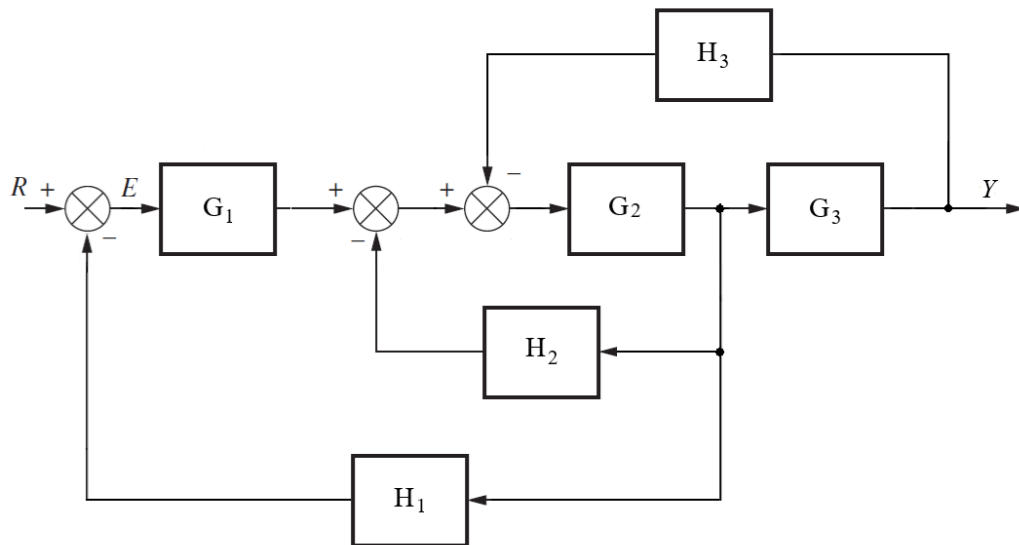 H₃
R + E G₁ + + − G₂ G₃ Y
− −
H₂
H₁